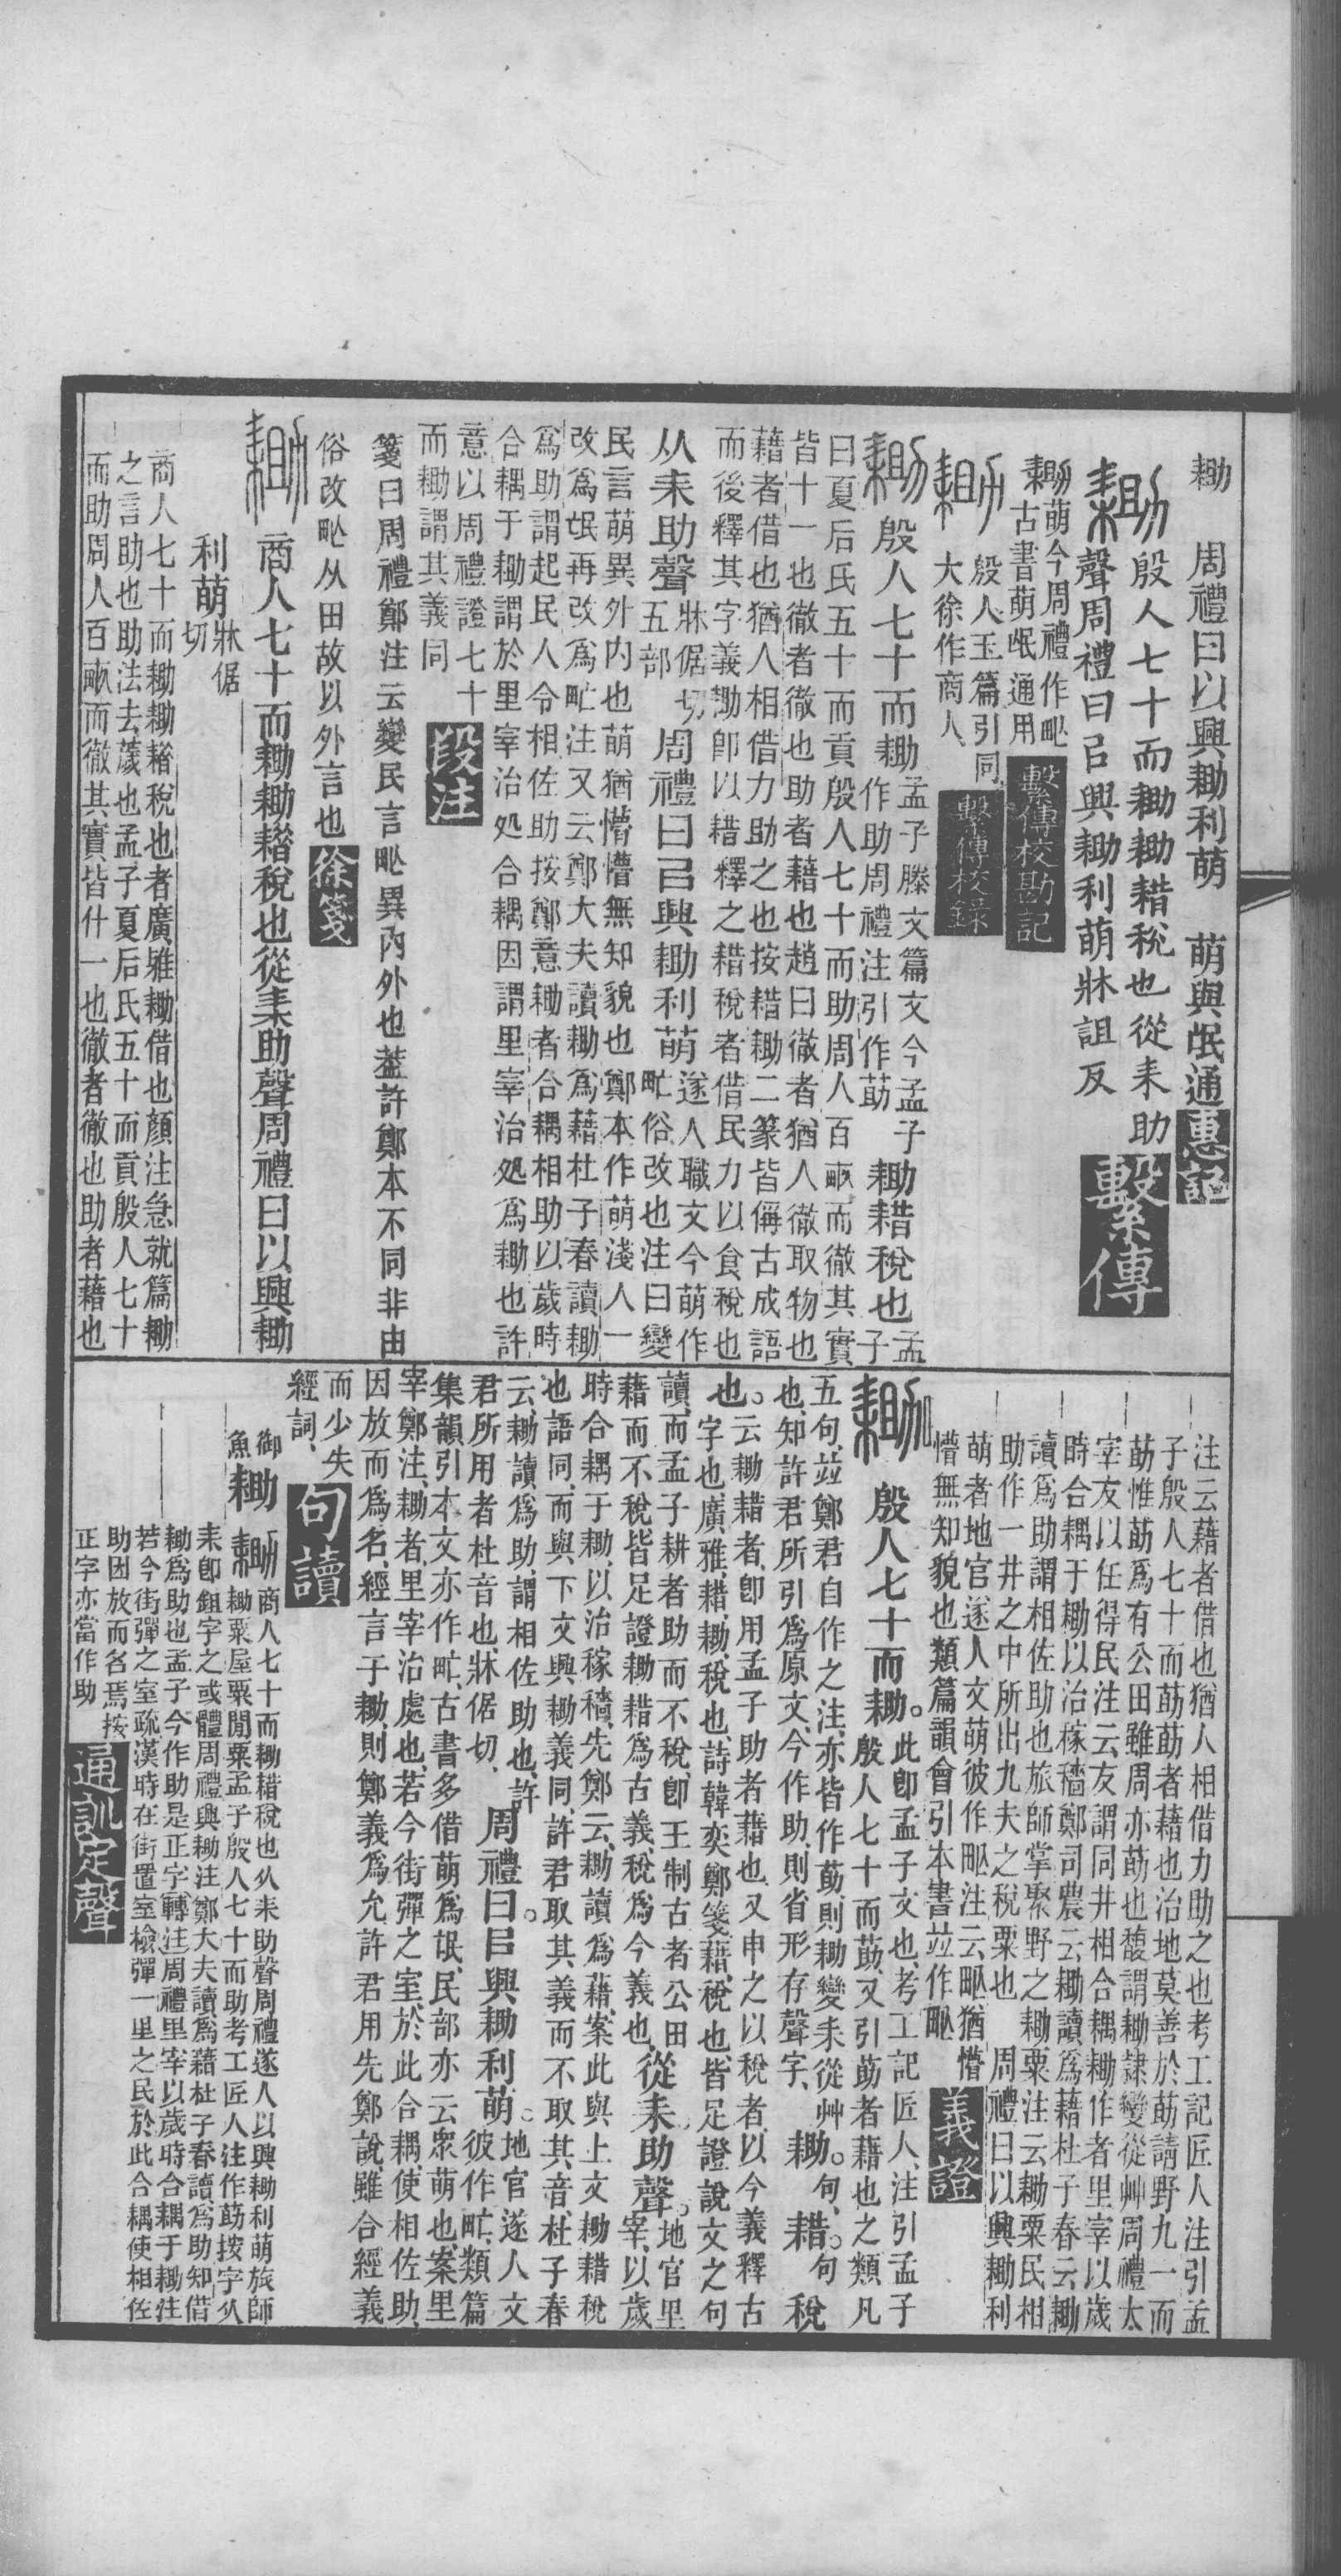 耡　周禮曰以興耡利萌　萌與氓通惠記
耡　殷人七十而耡耡耤稅也從耒助
聲周禮曰㠯興耡利萌牀詛反　繫傳
耡萌今周禮作甿
耒古書萌氓通用　繫傳校勘記
耡　殷人玉篇引同
大徐作商人　繫傳校錄
耡　殷人七十而耡孟子滕文篇文今孟子
作助周禮注引作莇　耡耤稅也孟子
曰夏后氏五十而貢殷人七十而助周人百畝而徹其實
皆十一也徹者徹也助者藉也趙曰徹者猶人徹取物也
藉者借也猶人相借力助之也按耤耡二篆皆偁古成語
而後釋其字義耡卽以耤釋之耤稅者借民力以食稅也
从耒助聲牀倨切
五部　周禮曰㠯興耡利萌遂人職文今萌作
甿俗改也注曰變
民言萌異外内也萌猶懵懵無知貌也鄭本作萌淺人一
改爲氓再改爲甿注又云鄭大夫讀耡爲藉杜子春讀耡
爲助謂起民人令相佐助按鄭意耡者合耦相助以歲時
合耦于耡謂於里宰治処合耦因謂里宰治処爲耡也許
意以周禮證七十
而耡謂其義同　段注
箋曰周禮鄭注云變民言甿異內外也葢許鄭本不同非由
俗改甿从田故以外言也　徐箋
耡　商人七十而耡耡耤稅也從耒助聲周禮曰以興耡
利萌牀倨
切
商人七十而耡耡耤稅也者廣雅耡借也顏注急就篇耡
之言助也助法去䕌也孟子夏后氏五十而貢殷人七十
而助周人百畝而徹其實皆什一也徹者徹也助者藉也
注云藉者借也猶人相借力助之也考工記匠人注引孟
子殷人七十而莇莇者藉也治地莫善於莇請野九一而
莇惟莇爲有公田雖周亦莇也馥謂耡隷變從艸周禮太
宰友以任得民注云友謂同井相合耦耡作者里宰以歲
時合耦于耡以治稼穡鄭司農云耡讀爲藉杜子春云耡
讀爲助謂相佐助也旅師掌聚野之耡粟注云耡粟民相
助作一井之中所出九夫之稅粟也　周禮曰以興耡利
萌者地官遂人文萌彼作甿注云甿猶懵
懵無知貌也類篇韻會引本書竝作甿　義證
耡　殷人七十而耡。此卽孟子文也、考工記匠人、注引孟子
殷人七十而莇、又引莇者藉也之類凡
五句、竝鄭君自作之注、亦皆作莇、則耡變耒從艸。
也、知許君所引爲原文、今作助、則省形存聲字、耡。句、耤。句稅
也。云耡耤者、卽用孟子助者藉也、又申之以稅者、以今義釋古
字也、廣雅、耤、耡、稅也、詩韓奕鄭箋、藉、稅也、皆足證說文之句
讀、而孟子耕者助而不稅、卽王制古者公田
藉而不稅皆足證耡耤爲古義、稅爲今義也、從耒助聲。地官里
宰、以歲
時合耦于耡、以治稼穡、先鄭云、耡讀爲藉、案此與上文耡耤稅
也語同、而與下文興耡義同、許君取其義而不取其音、杜子春
云、耡讀爲助、謂相佐助也、許
君所用者杜音也、牀倨切、周禮曰。㠯興耡利萌。地官遂人文
彼作甿、類篇
集韻引本文亦作甿、古書多借萌爲氓、民部亦云衆萌也、案里
宰鄭注、耡者、里宰治處也、若今街彈之室於此合耦、使相佐助、
因放而爲名、經言于耡、則鄭義爲允、許君用先鄭說雖合經義
而少失
經詞、　句讀
御
魚　耡　耡商人七十而耡耤稅也从耒助聲周禮遂人以興耡利萌旅師
耡粟屋粟閒粟孟子殷人七十而助考工匠人注作莇按字从
耒卽鉏字之或體周禮興耡注鄭大夫讀爲藉杜子春讀爲助知借
耡爲助也孟子今作助是正字轉注周禮里宰以歲時合耦于耡注
若今街彈之室疏漢時在街置室檢彈一里之民於此合耦使相佐
助因放而名焉按
正字亦當作助　通訓定聲